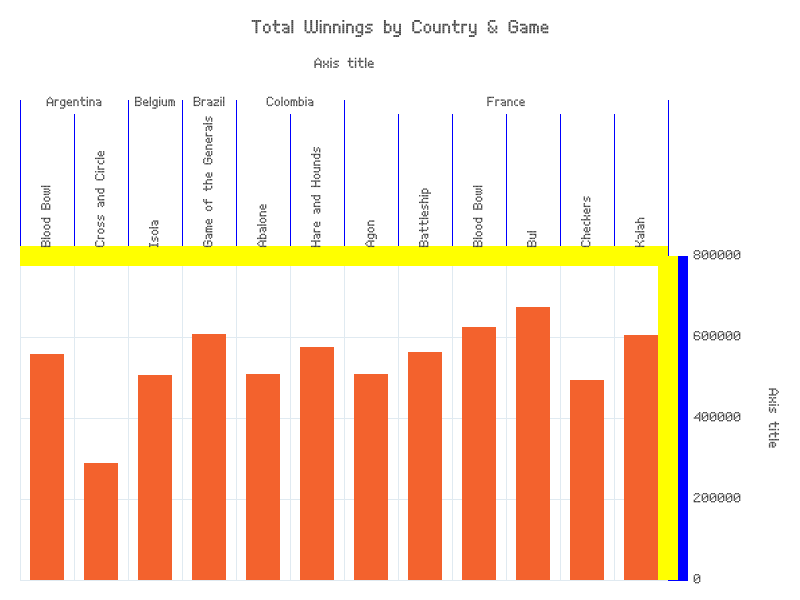 Total Winnings by Country & Game
Axis title
Argentina Belgium Brazil Colombia France
Blood Bowl
Cross and Circle
Isola
Game of the Generals
Abalone
Hare and Hounds
Agon
Battleship
Blood Bowl
Bul
Checkers
Kalah
800000
600000
400000
200000
0
Axis title